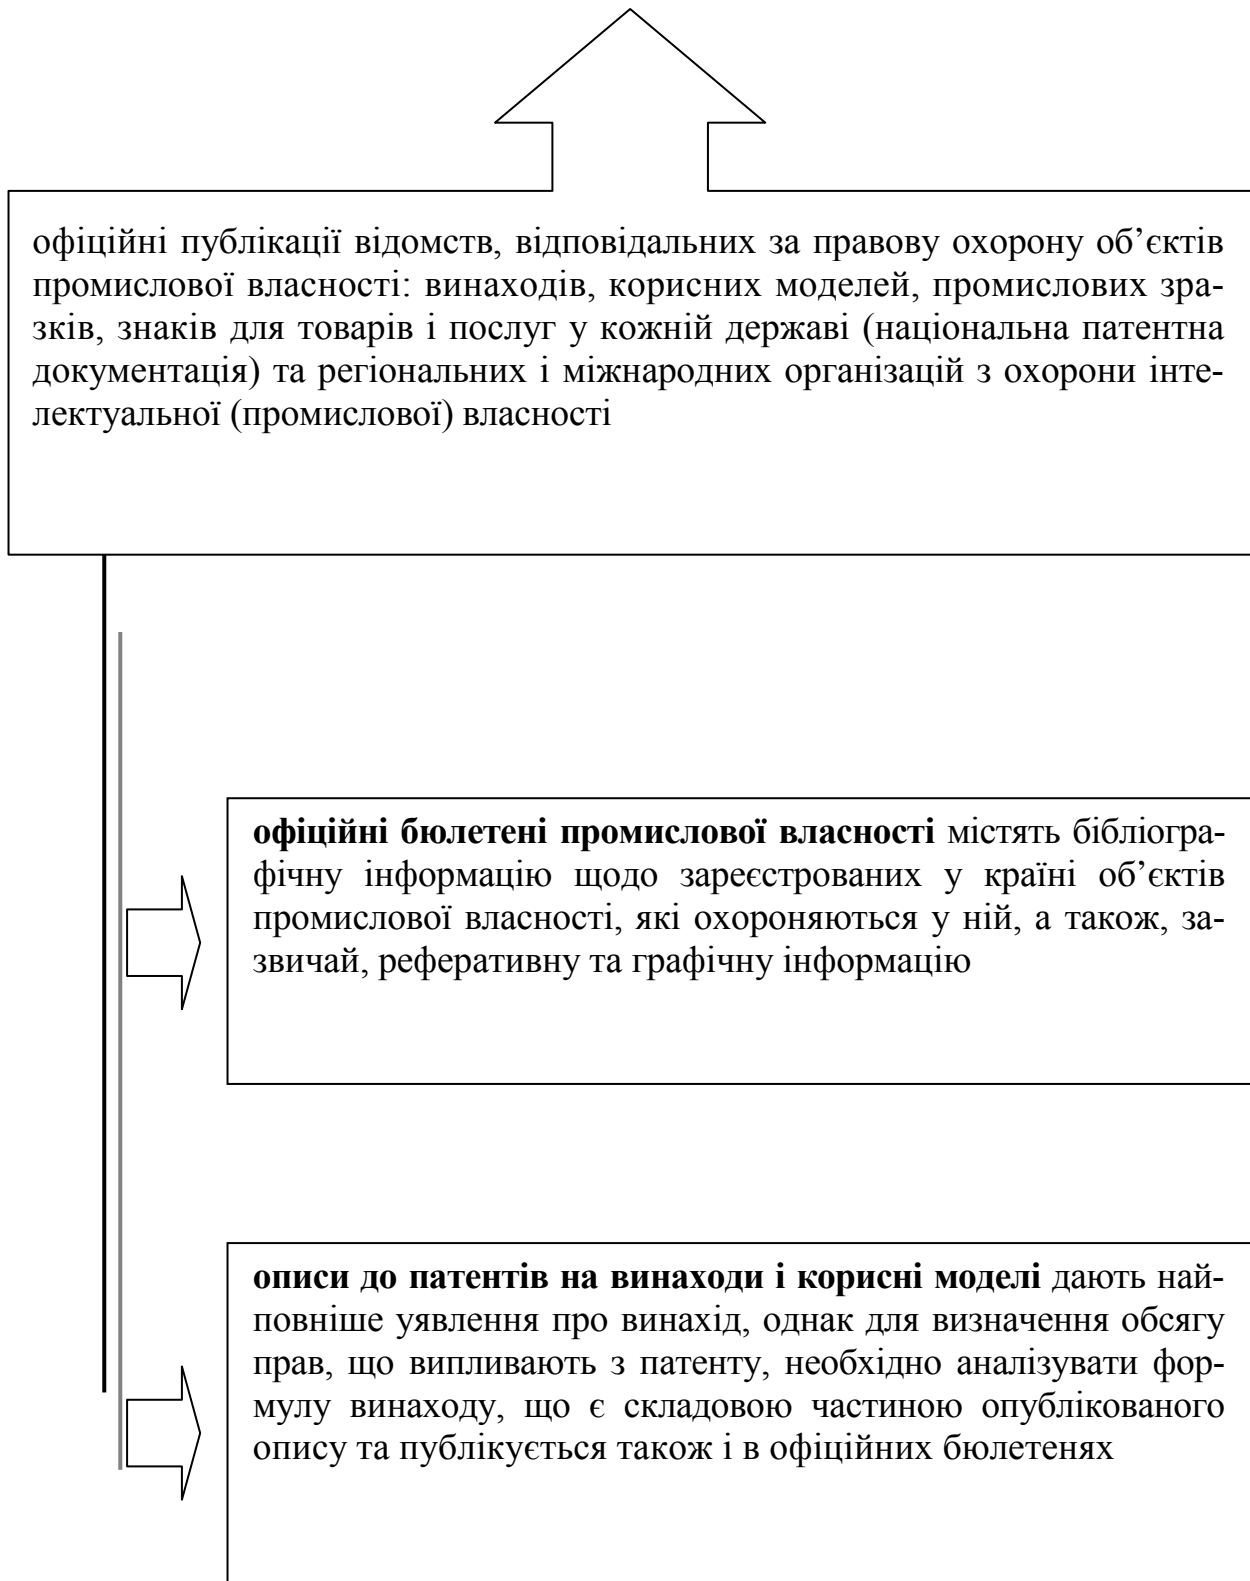 офіційні публікації відомств, відповідальних за правову охорону об’єктів
промислової власності: винаходів, корисних моделей, промислових зра-
зків, знаків для товарів і послуг у кожній державі (національна патентна
документація) та регіональних і міжнародних організацій з охорони інте-
лектуальної (промислової) власності
офіційні бюлетені промислової власності містять бібліогра-
фічну інформацію щодо зареєстрованих у країні об’єктів
промислової власності, які охороняються у ній, а також, за-
звичай, реферативну та графічну інформацію
описи до патентів на винаходи і корисні моделі дають най-
повніше уявлення про винахід, однак для визначення обсягу
прав, що випливають з патенту, необхідно аналізувати фор-
мулу винаходу, що є складовою частиною опублікованого
опису та публікується також і в офіційних бюлетенях